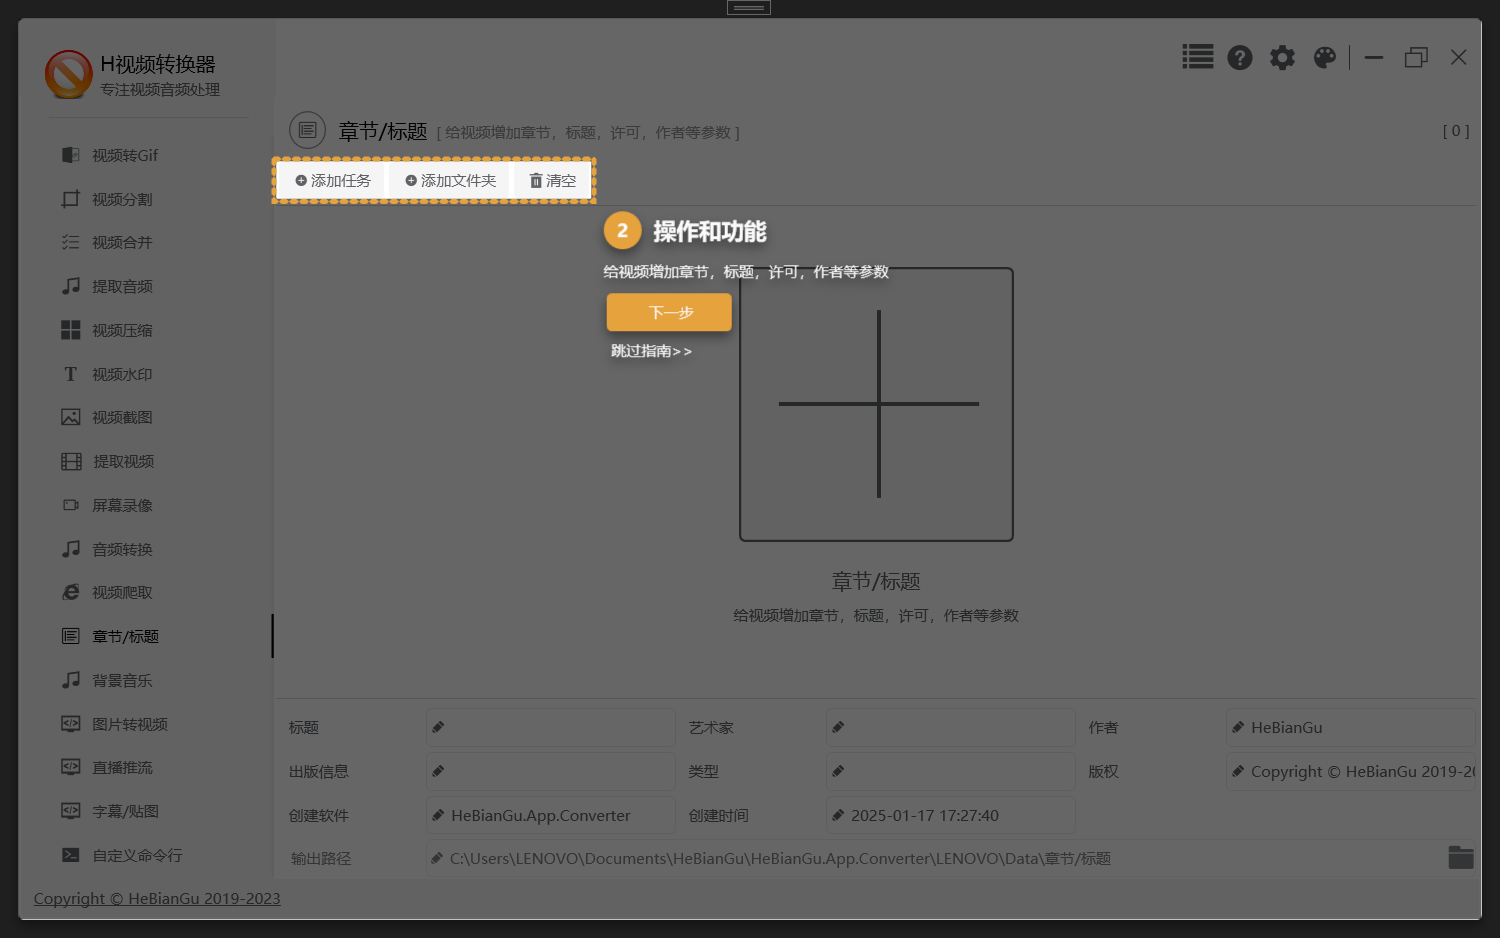 H视频转换器
专注视频音频处理
视频转Gif
视频分割
视频合并
提取音频
视频压缩
视频水印
视频截图
提取视频
屏幕录像
音频转换
视频爬取
章节/标题
背景音乐
图片转视频
直播推流
字幕/贴图
自定义命令行
Copyright © HeBianGu 2019-2023
章节/标题 [ 给视频增加章节，标题，许可，作者等参数 ] [ 0 ]
添加任务 添加文件夹 清空
2 操作和功能
给视频增加章节，标题，许可，作者等参数
下一步
跳过指南>>
章节/标题
给视频增加章节，标题，许可，作者等参数
标题 艺术家 作者 HeBianGu
出版信息 类型 版权 Copyright © HeBianGu 2019-20
创建软件 HeBianGu.App.Converter 创建时间 2025-01-17 17:27:40
输出路径 C:\Users\LENOVO\Documents\HeBianGu\HeBianGu.App.Converter\LENOVO\Data\章节/标题